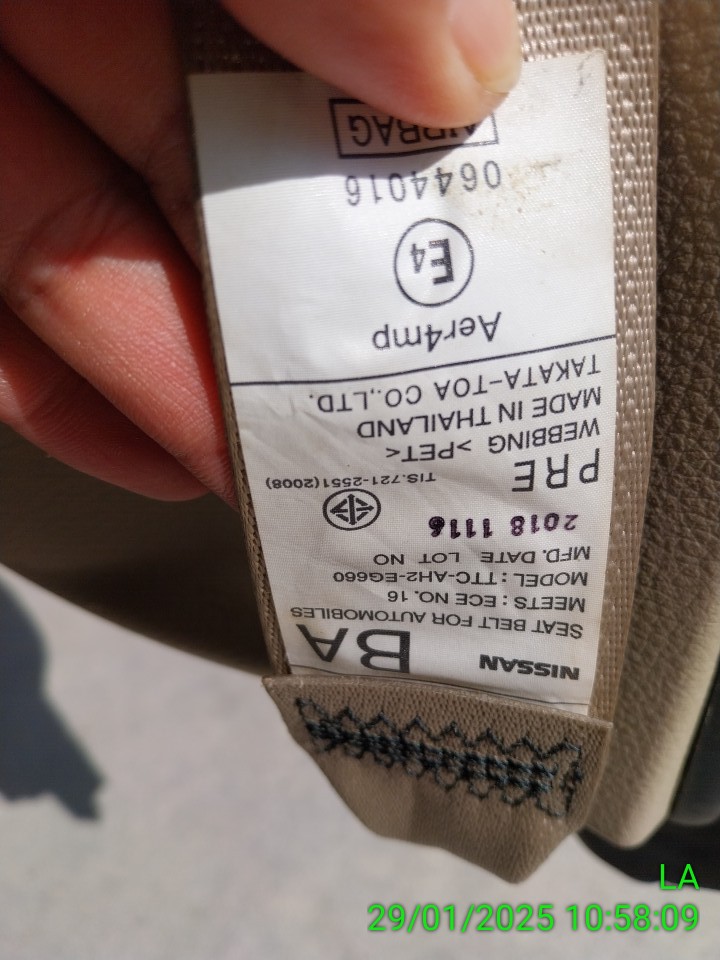 NISSAN BA
SEAT BELT FOR AUTOMOBILES
MEETS : ECE NO. 16
MODEL : TTC-AH2-EG660
MFD. DATE LOT NO
2018 1116
PRE TIS.721-2551(2008)
WEBBING >PET<
MADE IN THAILAND
TAKATA-TOA CO.,LTD.
Aer4mp
E4
0644016
AIRBAG
LA
29/01/2025 10:58:09